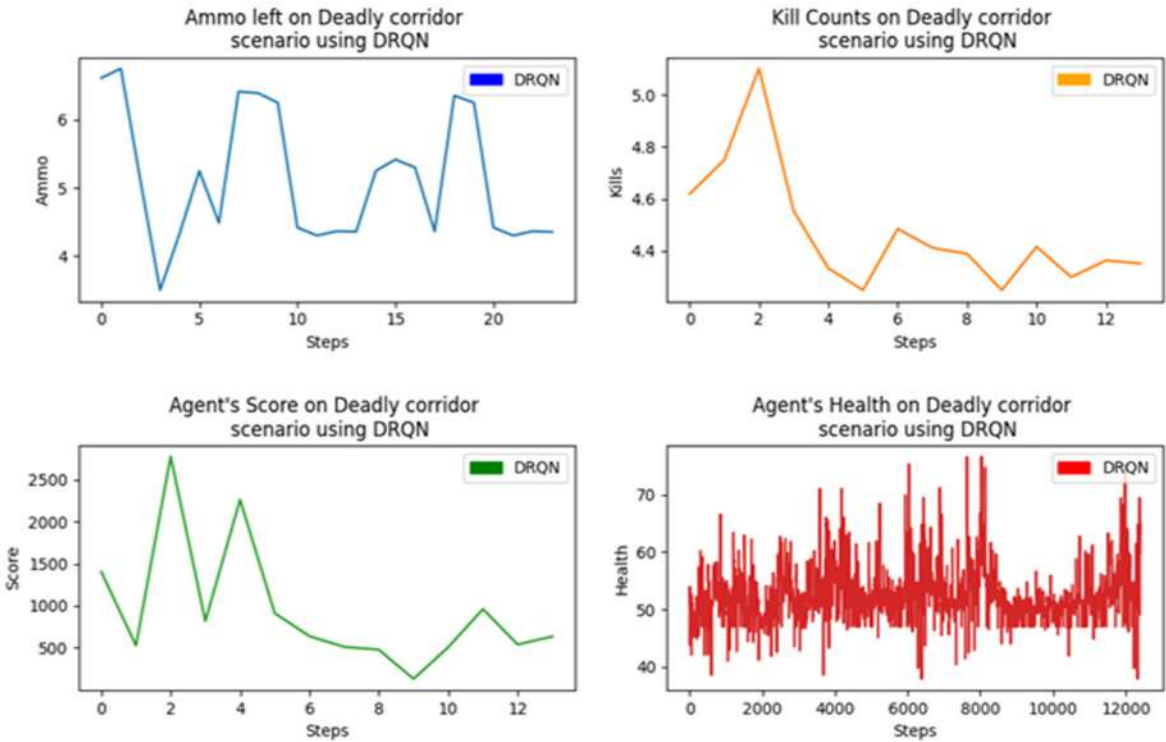 Ammo left on Deadly corridor
scenario using DRQN
DRQN
6
5
4
Ammo
0 5 10 15 20
Steps
Kill Counts on Deadly corridor
scenario using DRQN
DRQN
5.0
4.8
4.6
4.4
Kills
0 2 4 6 8 10 12
Steps
Agent's Score on Deadly corridor
scenario using DRQN
DRQN
2500
2000
1500
1000
500
Score
0 2 4 6 8 10 12
Steps
Agent's Health on Deadly corridor
scenario using DRQN
DRQN
70
60
50
40
Health
0 2000 4000 6000 8000 10000 12000
Steps